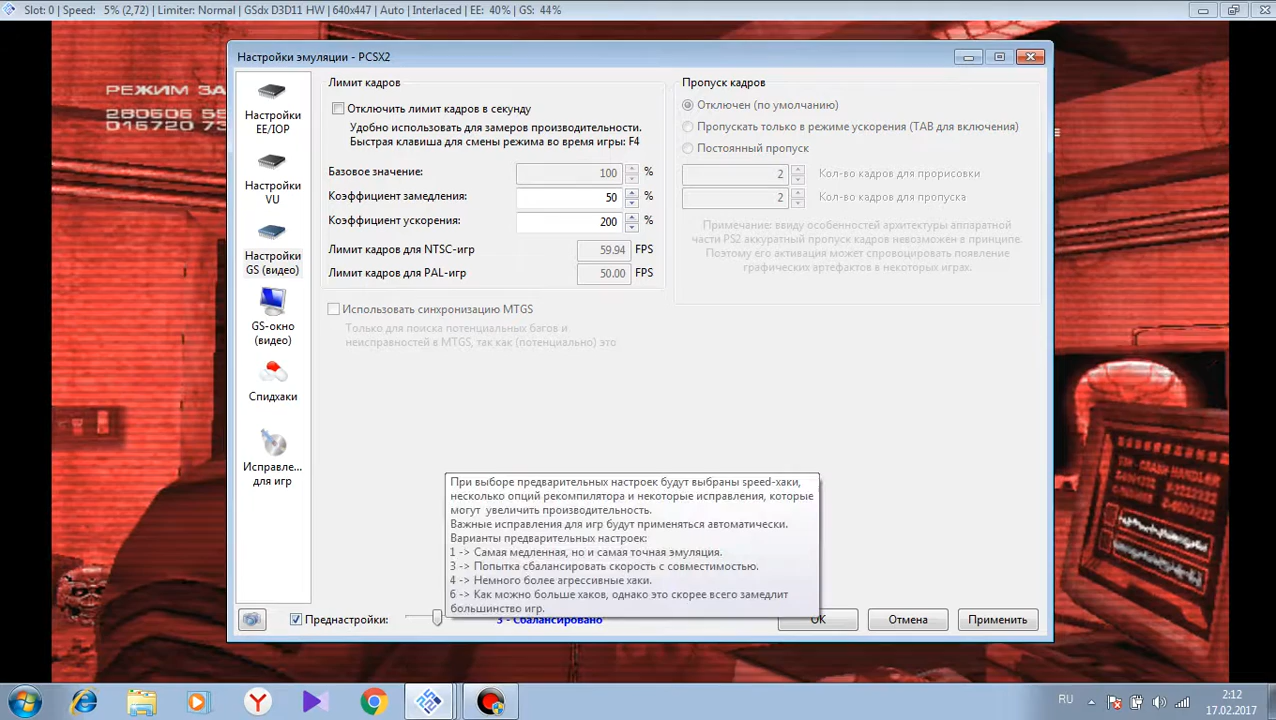 Slot: 0 | Speed: 5% (2,72) | Limiter: Normal | GSdx D3D11 HW | 640x447 | Auto | Interlaced | EE: 40% | GS: 44%
Настройки эмуляции - PCSX2
РЕЖИМ ЗА
280606 55
016720 73
Настройки
EE/IOP
Настройки
VU
Настройки
GS (видео)
GS-окно
(видео)
Спидхаки
Исправле...
для игр
Лимит кадров
Отключить лимит кадров в секунду
Удобно использовать для замеров производительности.
Быстрая клавиша для смены режима во время игры: F4
Базовое значение: 100 %
Коэффициент замедления: 50 %
Коэффициент ускорения: 200 %
Лимит кадров для NTSC-игр 59.94 FPS
Лимит кадров для PAL-игр 50.00 FPS
Использовать синхронизацию MTGS
Только для поиска потенциальных багов и
неисправностей в MTGS, так как (потенциально) это
Пропуск кадров
Отключен (по умолчанию)
Пропускать только в режиме ускорения (TAB для включения)
Постоянный пропуск
2 Кол-во кадров для прорисовки
2 Кол-во кадров для пропуска
Примечание: ввиду особенностей архитектуры аппаратной
части PS2 аккуратный пропуск кадров невозможен в принципе.
Поэтому его активация может спровоцировать появление
графических артефактов в некоторых играх.
При выборе предварительных настроек будут выбраны speed-хаки,
несколько опций рекомпилятора и некоторые исправления, которые
могут увеличить производительность.
Важные исправления для игр будут применяться автоматически.
Варианты предварительных настроек:
1 -> Самая медленная, но и самая точная эмуляция.
3 -> Попытка сбалансировать скорость с совместимостью.
4 -> Немного более агрессивные хаки.
6 -> Как можно больше хаков, однако это скорее всего замедлит
большинство игр.
Преднастройки: 3 - Сбалансировано
OK Отмена Применить
RU
2:12
17.02.2017